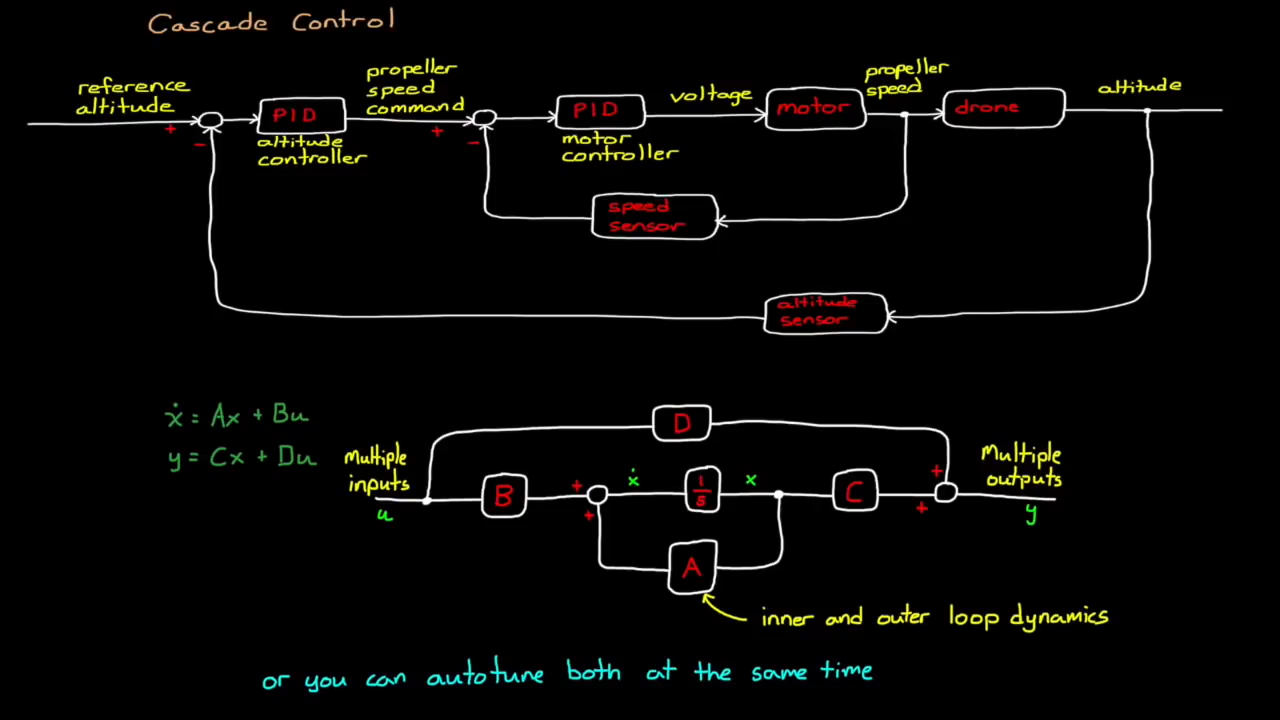 Cascade Control
reference
altitude
+
-
PID
altitude
controller
propeller
speed
command
+
-
PID
motor
controller
voltage
motor
propeller
speed
drone
altitude
speed
sensor
altitude
sensor
ẋ = Ax + Bu
y = Cx + Du
Multiple
inputs
u
D
B
+
+
ẋ
1
s
x
A
C
+
+
Multiple
outputs
y
inner and outer loop dynamics
or you can autotune both at the same time